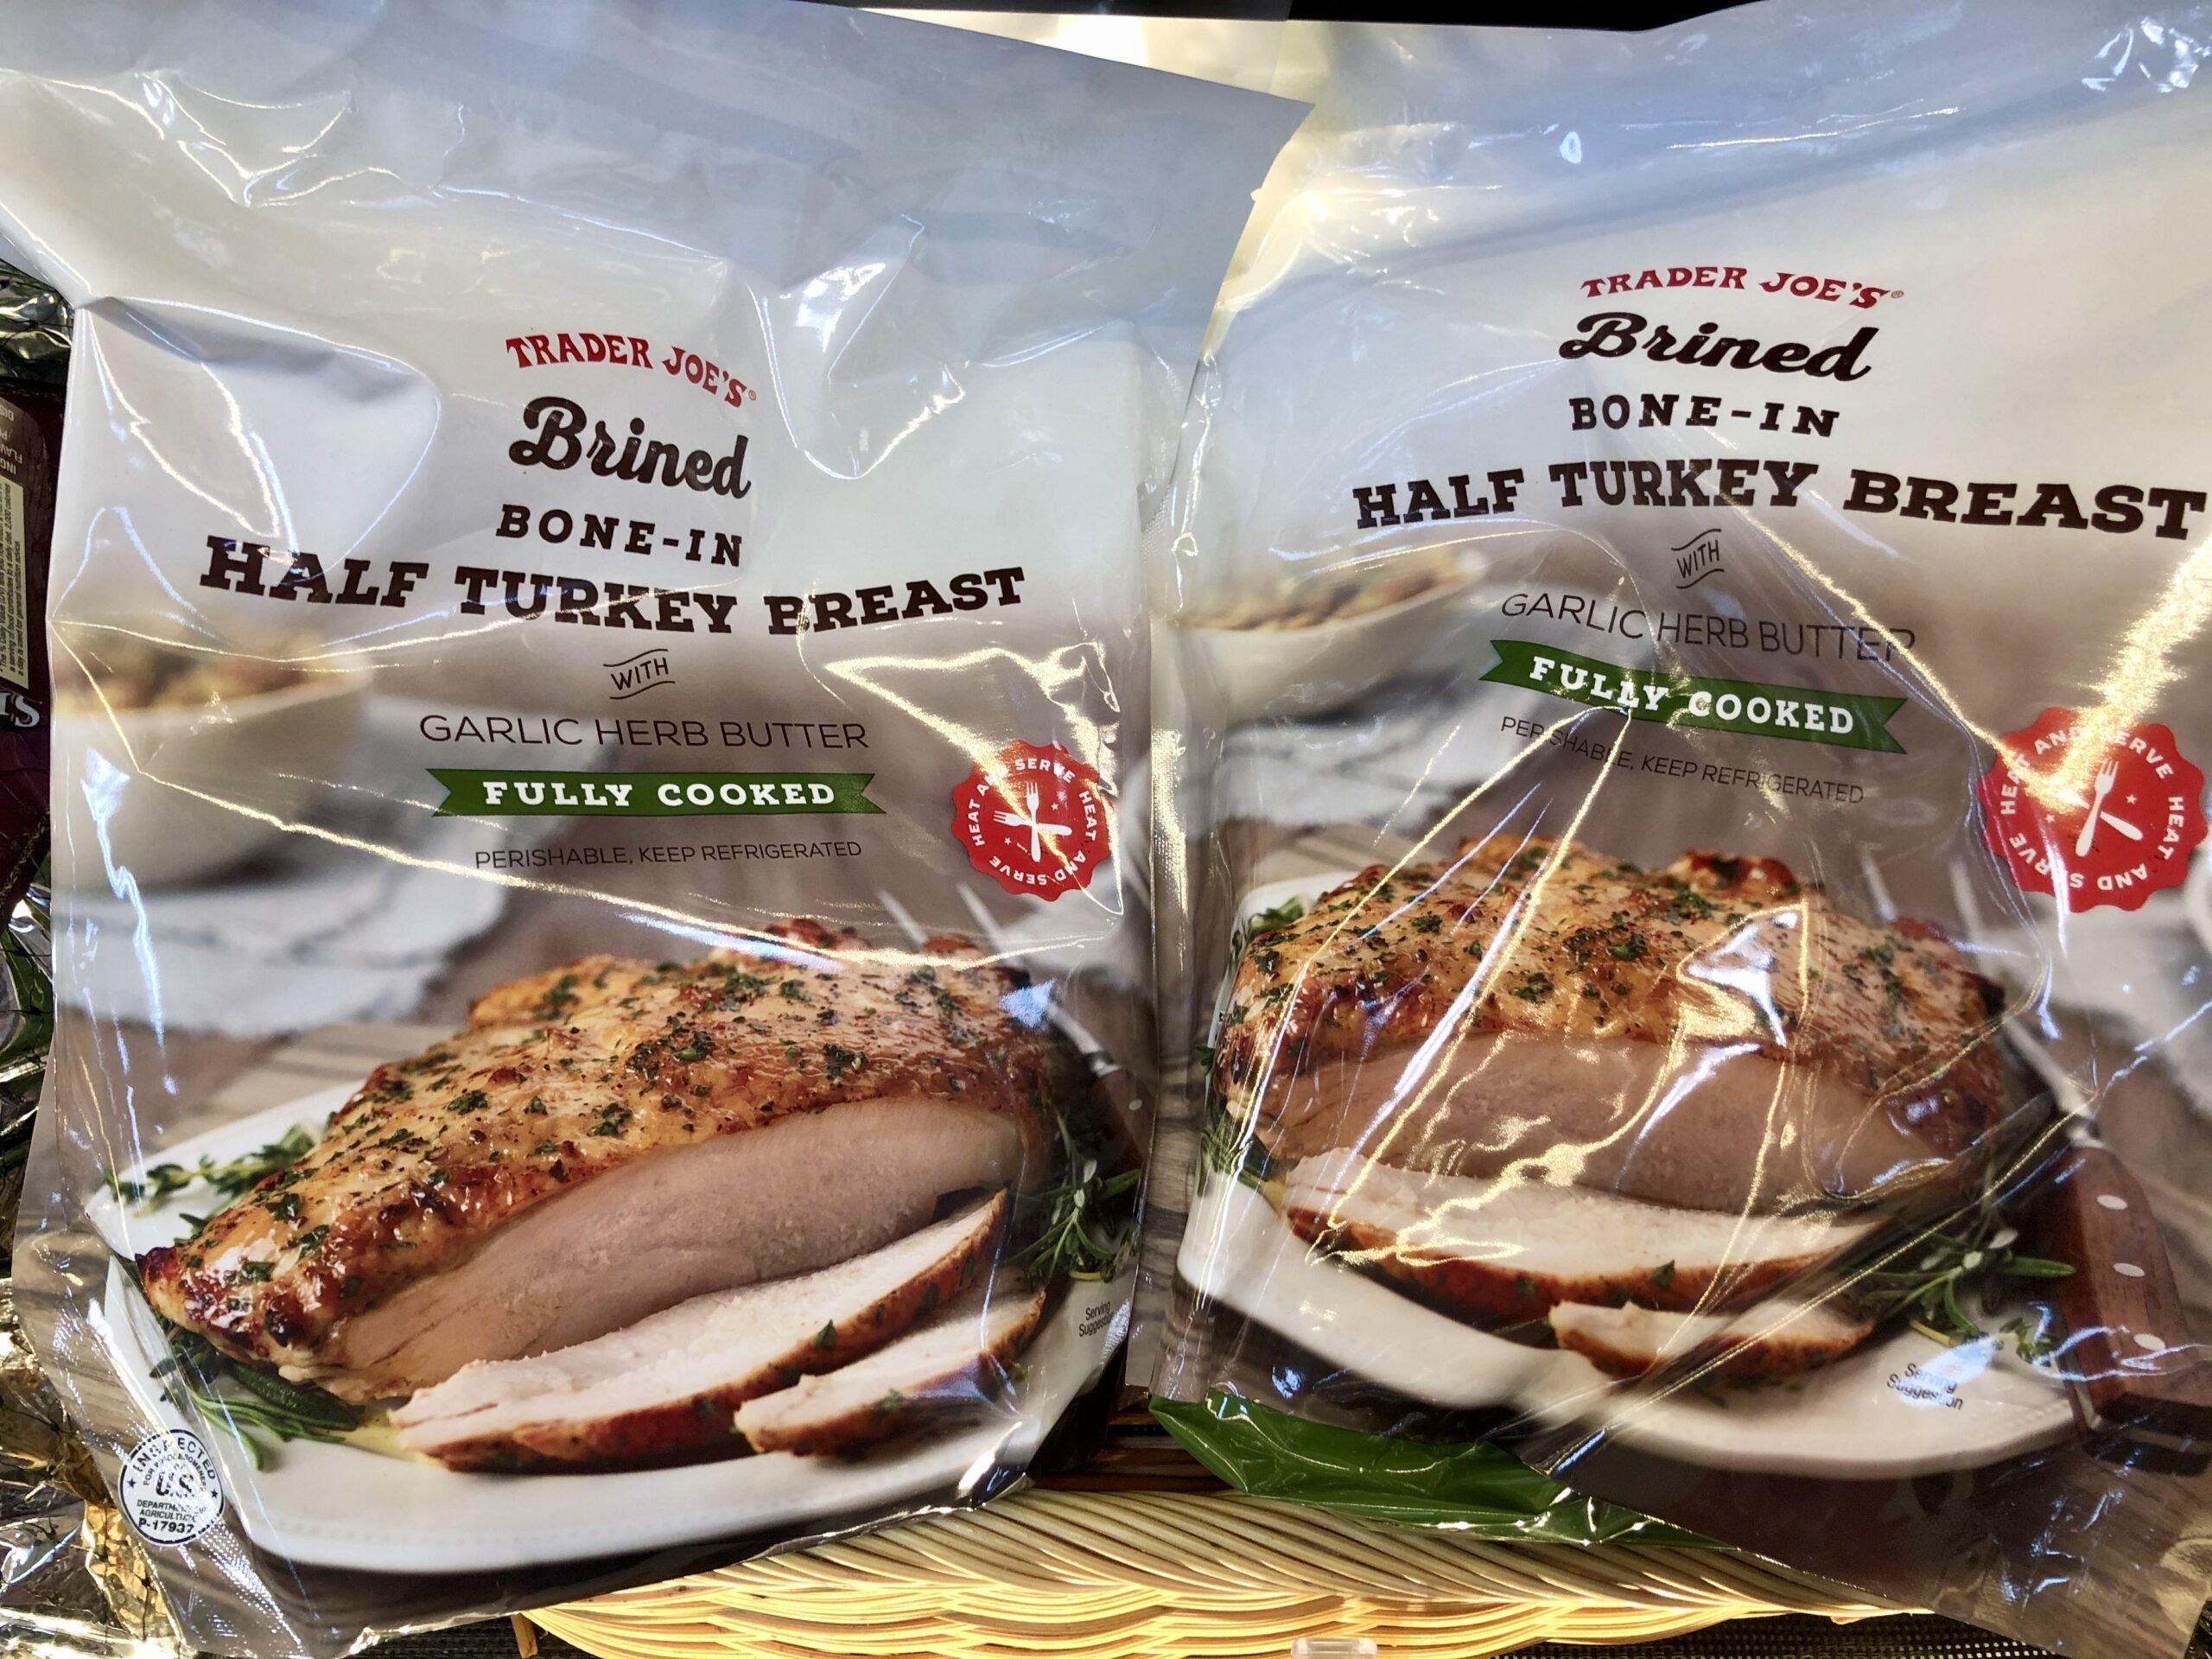 TRADER JOE'S®
Brined
BONE-IN
HALF TURKEY BREAST
WITH
GARLIC HERB BUTTER
FULLY COOKED
PERISHABLE, KEEP REFRIGERATED
HEAT AND SERVE HEAT AND SERVE
Serving
Suggestion
INSPECTED
FOR WHOLESOMENESS
U.S.
DEPARTMENT OF
AGRICULTURE
P-17937
TRADER JOE'S®
Brined
BONE-IN
HALF TURKEY BREAST
WITH
GARLIC HERB BUTTER
FULLY COOKED
PERISHABLE, KEEP REFRIGERATED
HEAT AND SERVE HEAT AND SERVE
Serving
Suggestion